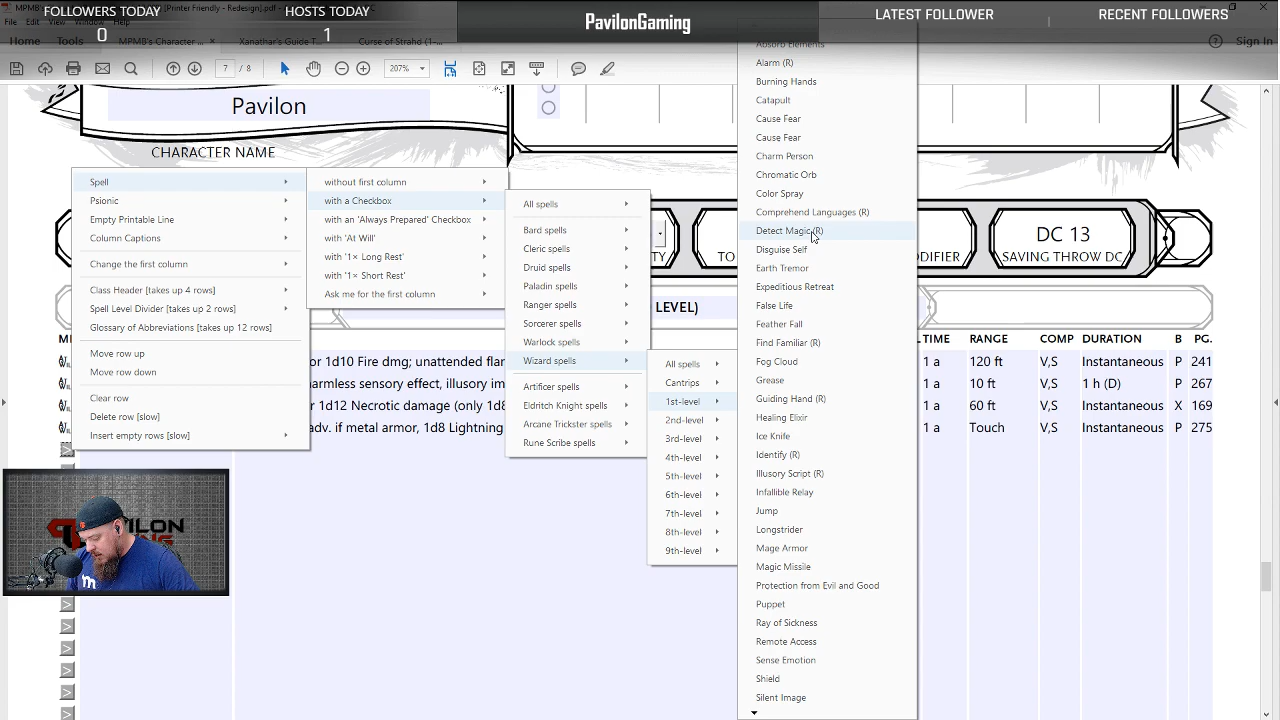 FOLLOWERS TODAY
0
HOSTS TODAY
1
PavilonGaming
LATEST FOLLOWER
RECENT FOLLOWERS
Printer Friendly - Redesign].pdf -
Home
Tools
MPMB's Character ...
Xanathar's Guide T...
Curse of Strahd (1-...
Sign In
7 / 8
207%
Pavilon
CHARACTER NAME
DC 13
SAVING THROW DC
LEVEL)
TIME RANGE COMP DURATION B PG.
or 1d10 Fire dmg; unattended flan 1 a 120 ft V,S Instantaneous P 241
armless sensory effect, illusory im 1 a 10 ft V,S 1 h (D) P 267
or 1d12 Necrotic damage (only 1d8 1 a 60 ft V,S Instantaneous X 169
adv. if metal armor, 1d8 Lightning 1 a Touch V,S Instantaneous P 275
Spell
Psionic
Empty Printable Line
Column Captions
Change the first column
Class Header [takes up 4 rows]
Spell Level Divider [takes up 2 rows]
Glossary of Abbreviations [takes up 12 rows]
Move row up
Move row down
Clear row
Delete row [slow]
Insert empty rows [slow]
without first column
with a Checkbox
with an 'Always Prepared' Checkbox
with 'At Will'
with '1× Long Rest'
with '1× Short Rest'
Ask me for the first column
All spells
Bard spells
Cleric spells
Druid spells
Paladin spells
Ranger spells
Sorcerer spells
Warlock spells
Wizard spells
Artificer spells
Eldritch Knight spells
Arcane Trickster spells
Rune Scribe spells
All spells
Cantrips
1st-level
2nd-level
3rd-level
4th-level
5th-level
6th-level
7th-level
8th-level
9th-level
Absorb Elements
Alarm (R)
Burning Hands
Catapult
Cause Fear
Cause Fear
Charm Person
Chromatic Orb
Color Spray
Comprehend Languages (R)
Detect Magic (R)
Disguise Self
Earth Tremor
Expeditious Retreat
False Life
Feather Fall
Find Familiar (R)
Fog Cloud
Grease
Guiding Hand (R)
Healing Elixir
Ice Knife
Identify (R)
Illusory Script (R)
Infallible Relay
Jump
Longstrider
Mage Armor
Magic Missile
Protection from Evil and Good
Puppet
Ray of Sickness
Remote Access
Sense Emotion
Shield
Silent Image